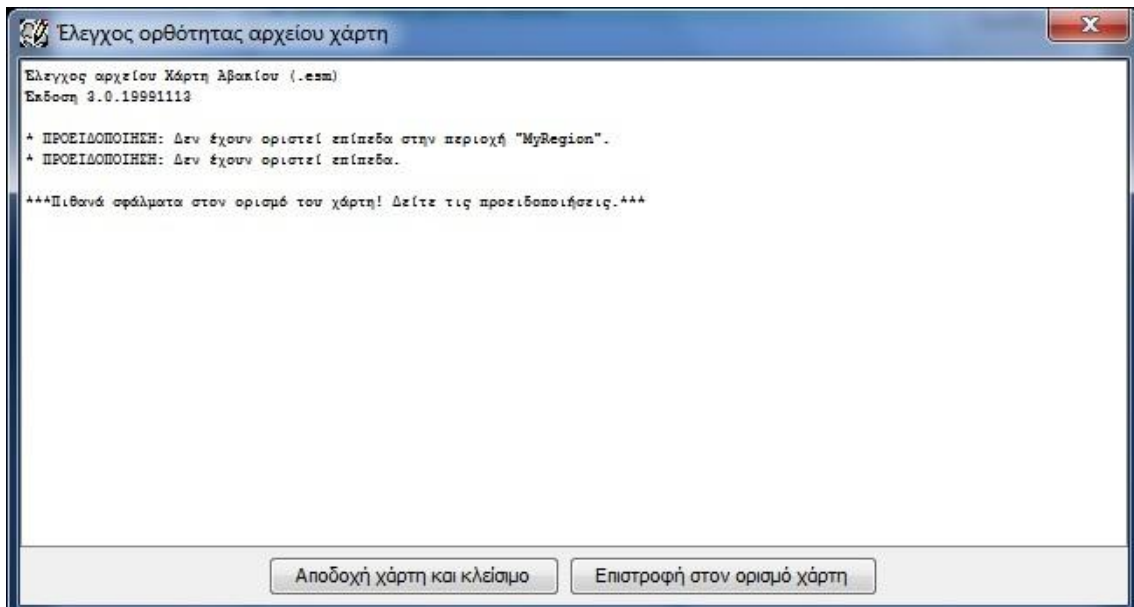 Έλεγχος ορθότητας αρχείου χάρτη
Έλεγχος αρχείου Χάρτη Αβακίου (.esm)
Έκδοση 3.0.19991113
* ΠΡΟΕΙΔΟΠΟΙΗΣΗ: Δεν έχουν οριστεί επίπεδα στην περιοχή "MyRegion".
* ΠΡΟΕΙΔΟΠΟΙΗΣΗ: Δεν έχουν οριστεί επίπεδα.
***Πιθανά σφάλματα στον ορισμό του χάρτη! Δείτε τις προειδοποιήσεις.***
Αποδοχή χάρτη και κλείσιμο
Επιστροφή στον ορισμό χάρτη